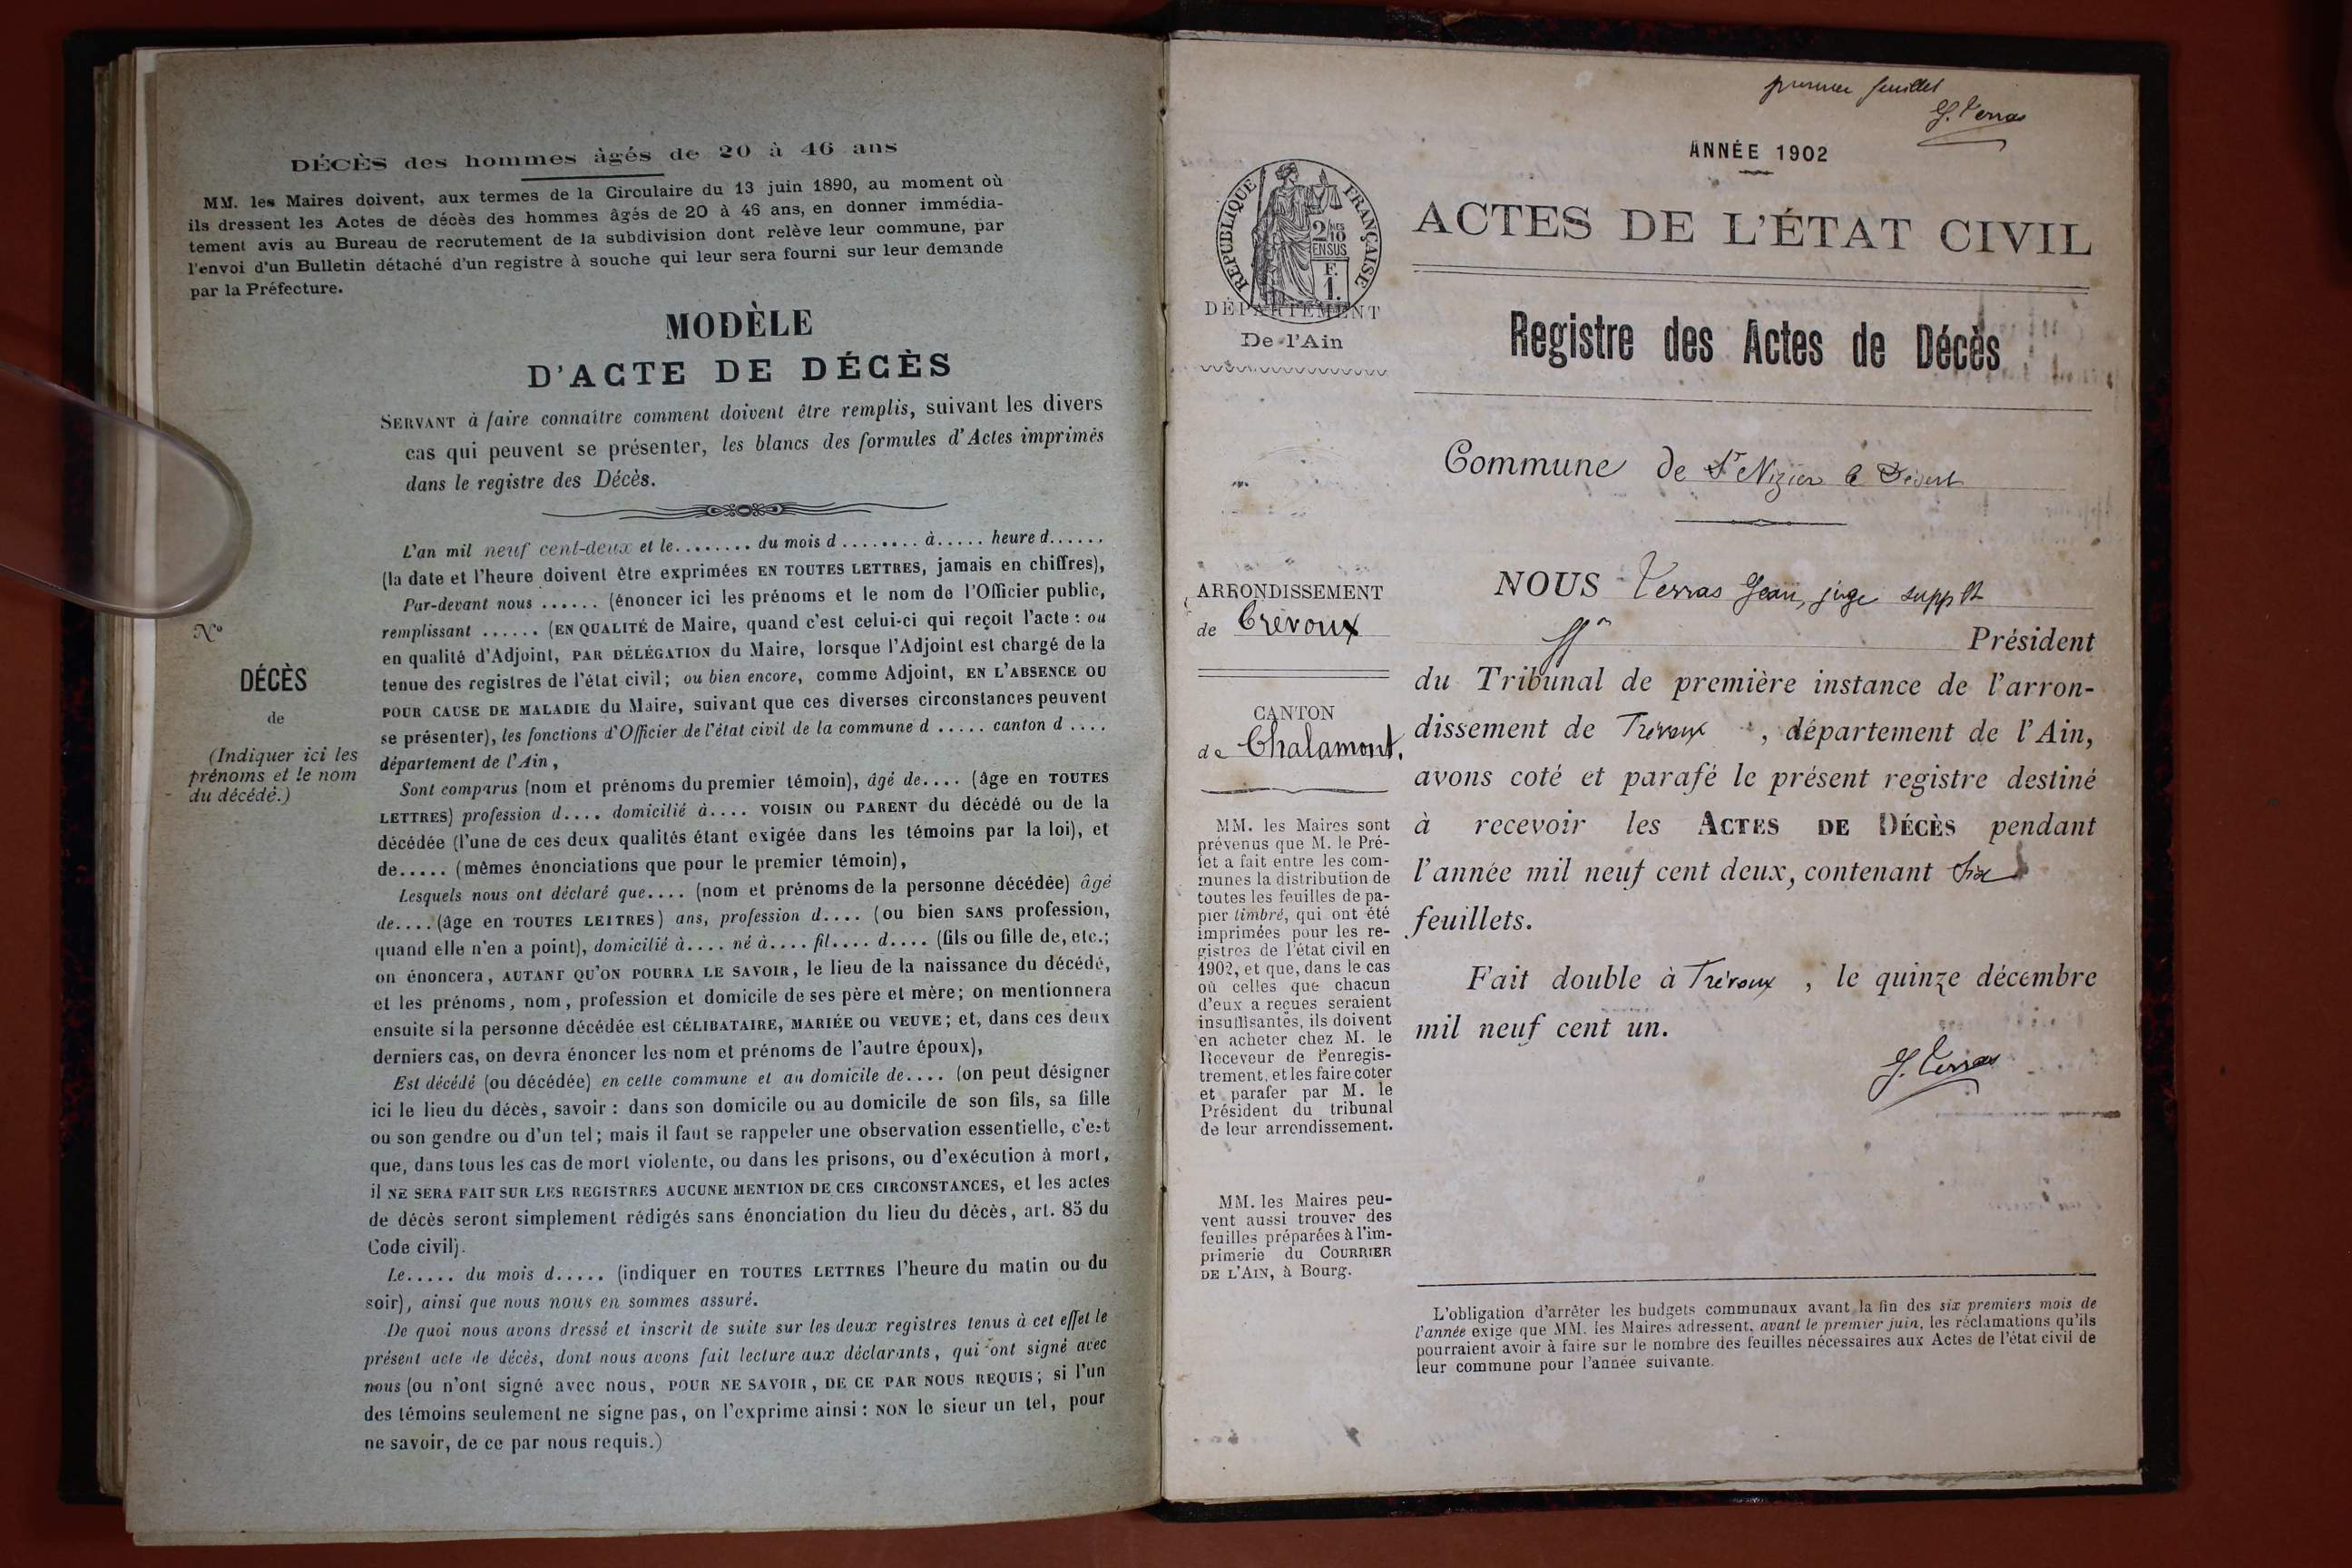 DÉCÈS des hommes âgés de 20 à 46 ans
MM. les Maires doivent, aux termes de la Circulaire du 13 juin 1890, au moment où
ils dressent les Actes de décès des hommes âgés de 20 à 46 ans, en donner immédia-
tement avis au Bureau de recrutement de la subdivision dont relève leur commune, par
l'envoi d'un Bulletin détaché d'un registre à souche qui leur sera fourni sur leur demande
par la Préfecture.
MODÈLE
D'ACTE DE DÉCÈS
SERVANT à faire connaître comment doivent être remplis, suivant les divers
cas qui peuvent se présenter, les blancs des formules d'Actes imprimés
dans le registre des Décès.
N°
DÉCÈS
de
(Indiquer ici les
prénoms et le nom
du décédé.)
L'an mil neuf cent-deux et le........ du mois d ........ à..... heure d......
(la date et l'heure doivent être exprimées EN TOUTES LETTRES, jamais en chiffres),
Par-devant nous ...... (énoncer ici les prénoms et le nom de l'Officier public,
remplissant ...... (EN QUALITÉ de Maire, quand c'est celui-ci qui reçoit l'acte : ou
en qualité d'Adjoint, PAR DÉLÉGATION du Maire, lorsque l'Adjoint est chargé de la
tenue des registres de l'état civil; ou bien encore, comme Adjoint, EN L'ABSENCE OU
POUR CAUSE DE MALADIE du Maire, suivant que ces diverses circonstances peuvent
se présenter), les fonctions d'Officier de l'état civil de la commune d ..... canton d ....
département de l'Ain,
Sont comparus (nom et prénoms du premier témoin), âgé de.... (âge en TOUTES
LETTRES) profession d.... domicilié à.... VOISIN OU PARENT du décédé ou de la
décédée (l'une de ces deux qualités étant exigée dans les témoins par la loi), et
de..... (mêmes énonciations que pour le premier témoin),
Lesquels nous ont déclaré que.... (nom et prénoms de la personne décédée) âgé
de....(âge en TOUTES LEITRES) ans, profession d.... (ou bien SANS profession,
quand elle n'en a point), domicilié à.... né à.... fil.... d.... (fils ou fille de, etc.;
on énoncera, AUTANT QU'ON POURRA LE SAVOIR, le lieu de la naissance du décédé,
et les prénoms, nom, profession et domicile de ses père et mère; on mentionnera
ensuite si la personne décédée est CÉLIBATAIRE, MARIÉE OU VEUVE; et, dans ces deux
derniers cas, on devra énoncer les nom et prénoms de l'autre époux),
Est décédé (ou décédée) en cette commune et au domicile de.... (on peut désigner
ici le lieu du décès, savoir : dans son domicile ou au domicile de son fils, sa fille
ou son gendre ou d'un tel; mais il faut se rappeler une observation essentielle, c'est
que, dans tous les cas de mort violente, ou dans les prisons, ou d'exécution à mort,
il NE SERA FAIT SUR LES REGISTRES AUCUNE MENTION DE CES CIRCONSTANCES, et les actes
de décès seront simplement rédigés sans énonciation du lieu du décès, art. 85 du
Code civil).
Le..... du mois d..... (indiquer en TOUTES LETTRES l'heure du matin ou du
soir), ainsi que nous nous en sommes assuré.
De quoi nous avons dressé et inscrit de suite sur les deux registres tenus à cet effet le
présent acte de décès, dont nous avons fait lecture aux déclarants, qui ont signé avec
nous (ou n'ont signé avec nous, POUR NE SAVOIR, DE CE PAR NOUS REQUIS; si l'un
des témoins seulement ne signe pas, on l'exprime ainsi : NON le sieur un tel, pour
ne savoir, de ce par nous requis.)
premier feuillet
J. Verras
ANNÉE 1902
RÉPUBLIQUE FRANÇAISE
2/10 MES
EN SUS
F.
1.
DÉPARTEMENT
De l'Ain
ACTES DE L'ÉTAT CIVIL
Registre des Actes de Décès
Commune de St Nizier le Désert
ARRONDISSEMENT
de Trévoux
CANTON
de Chalamont.
MM. les Maires sont
prévenus que M. le Pré-
fet a fait entre les com-
munes la distribution de
toutes les feuilles de pa-
pier timbré, qui ont été
imprimées pour les re-
gistres de l'état civil en
1902, et que, dans le cas
où celles que chacun
d'eux a reçues seraient
insuffisantes, ils doivent
en acheter chez M. le
Receveur de l'enregis-
trement, et les faire coter
et parafer par M. le
Président du tribunal
de leur arrondissement.
MM. les Maires peu-
vent aussi trouver des
feuilles préparées à l'im-
primerie du COURRIER
DE L'AIN, à Bourg.
NOUS Verras Jean, juge suppt
Président
du Tribunal de première instance de l'arron-
dissement de Trévoux, département de l'Ain,
avons coté et parafé le présent registre destiné
à recevoir les ACTES DE DÉCÈS pendant
l'année mil neuf cent deux, contenant six
feuillets.
Fait double à Trévoux, le quinze décembre
mil neuf cent un.
J. Verras
L'obligation d'arrêter les budgets communaux avant la fin des six premiers mois de
l'année exige que MM. les Maires adressent, avant le premier juin, les réclamations qu'ils
pourraient avoir à faire sur le nombre des feuilles nécessaires aux Actes de l'état civil de
leur commune pour l'année suivante.